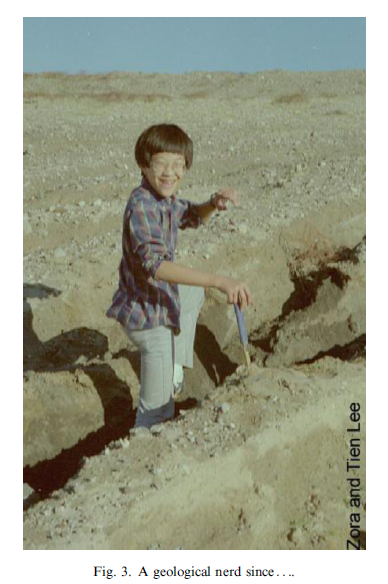 Zora and Tien Lee
Fig. 3. A geological nerd since....